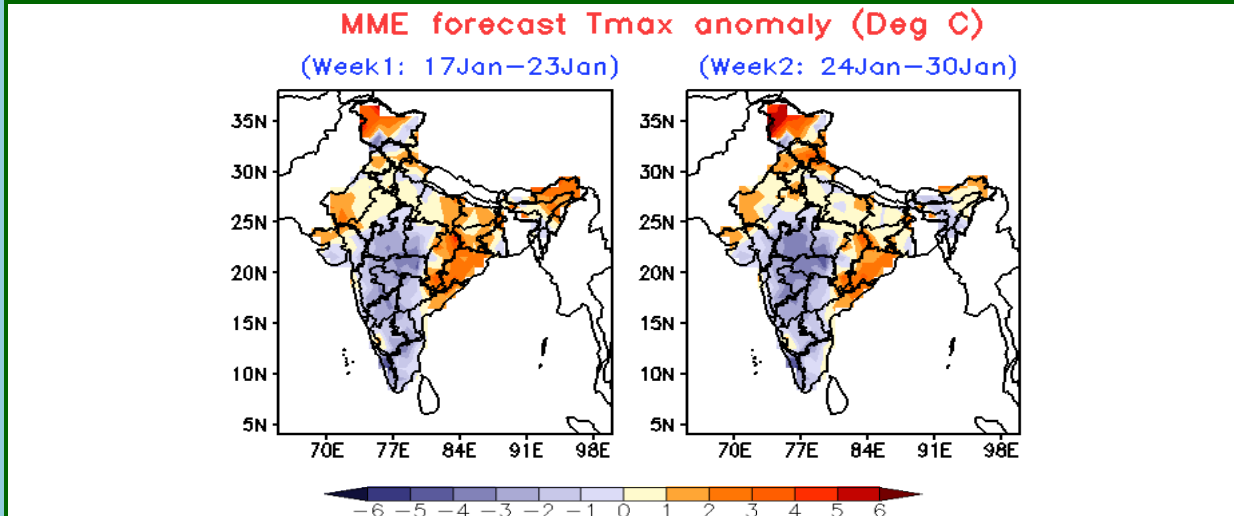 MME forecast Tmax anomaly (Deg C)
(Week1: 17Jan−23Jan)
(Week2: 24Jan−30Jan)
35N
30N
25N
20N
15N
10N
5N
70E 77E 84E 91E 98E
35N
30N
25N
20N
15N
10N
5N
70E 77E 84E 91E 98E
−6 −5 −4 −3 −2 −1 0 1 2 3 4 5 6